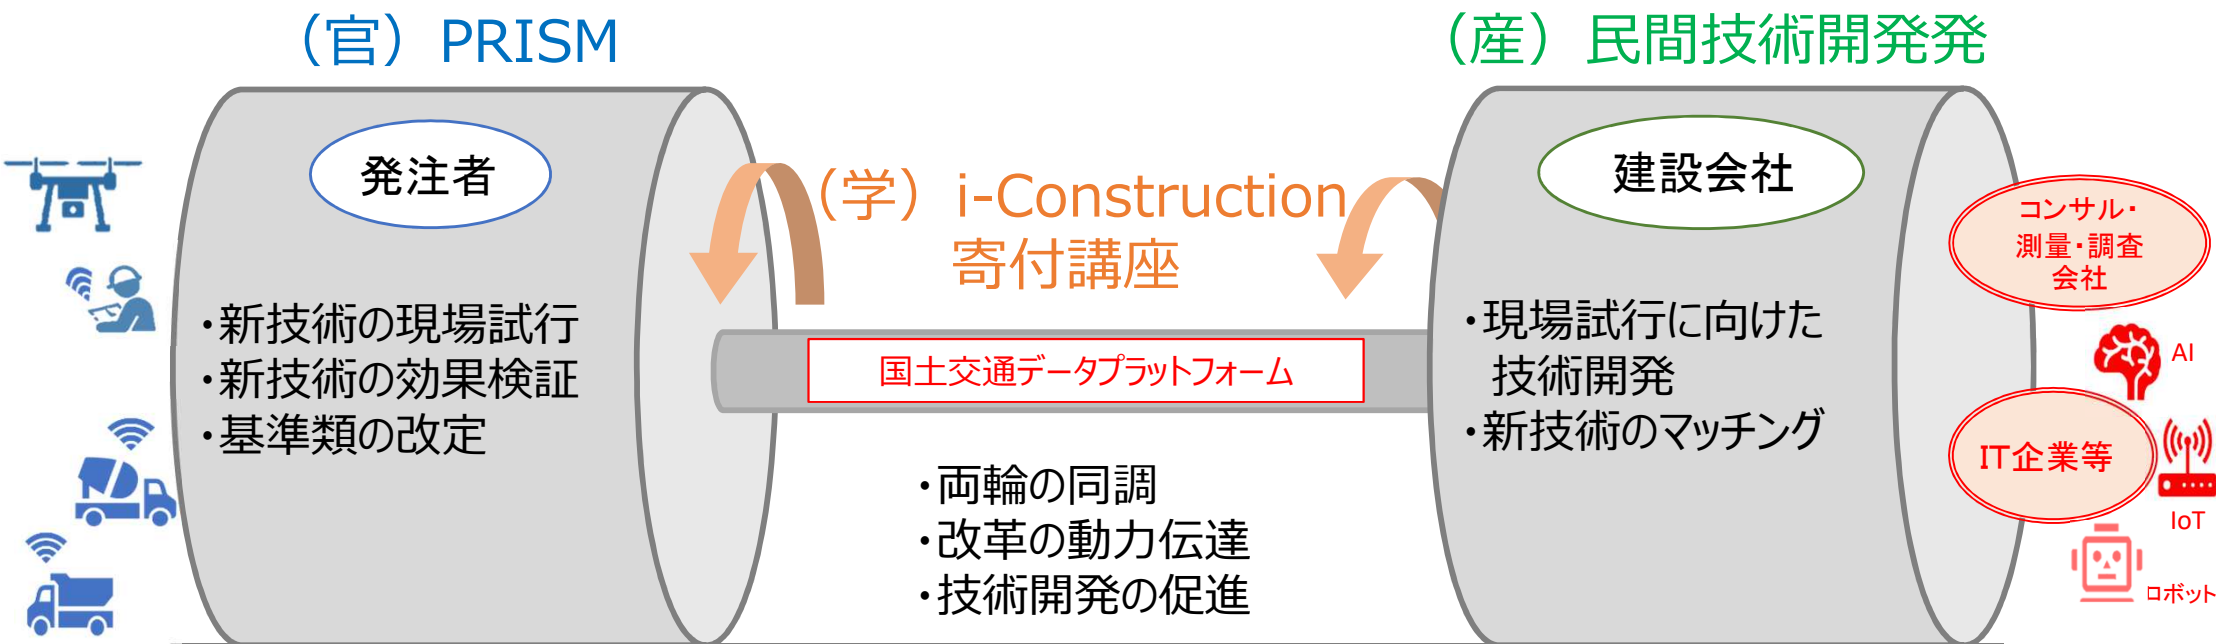 （官）PRISM
発注者
・新技術の現場試行
・新技術の効果検証
・基準類の改定
（学）i-Construction
寄付講座
国土交通データプラットフォーム
・両輪の同調
・改革の動力伝達
・技術開発の促進
（産）民間技術開発発
建設会社
・現場試行に向けた
技術開発
・新技術のマッチング
コンサル・
測量・調査
会社
AI
IT企業等
IoT
ロボット